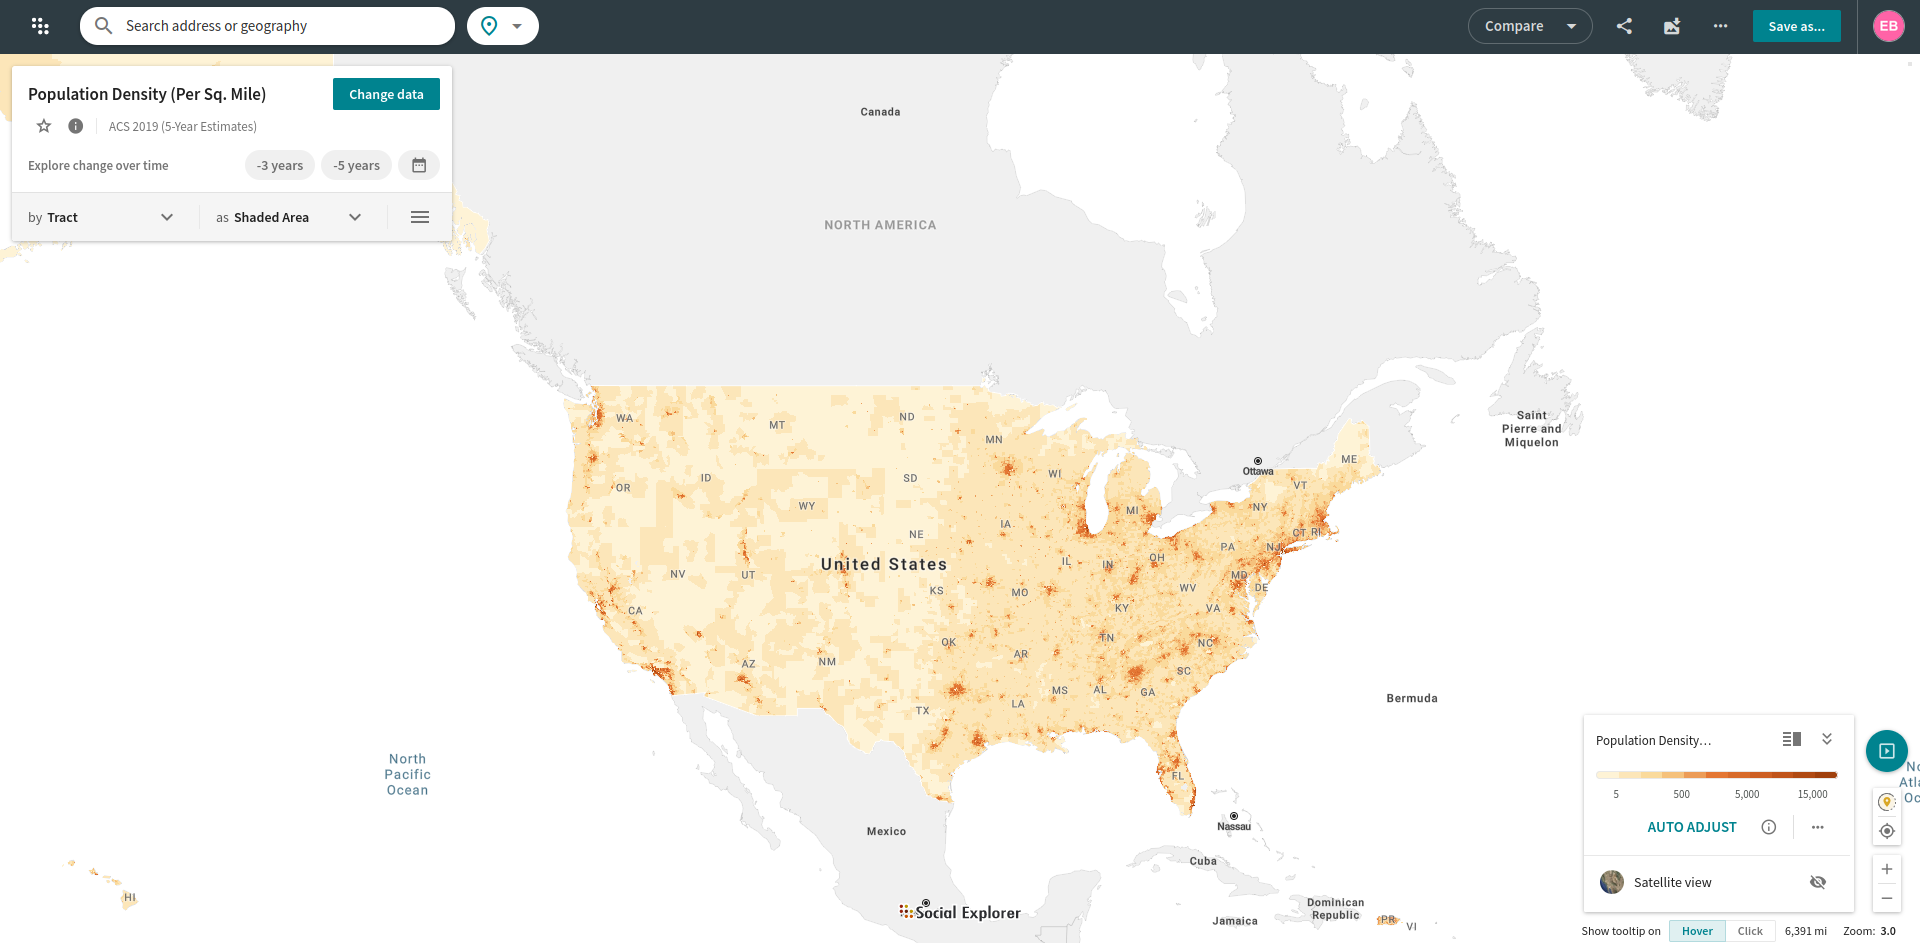 Search address or geography
Compare
Save as...
EB
Population Density (Per Sq. Mile)
Change data
ACS 2019 (5-Year Estimates)
Explore change over time
-3 years
-5 years
by Tract
as Shaded Area
Canada
NORTH AMERICA
Saint
Pierre and
Miquelon
Ottawa
WA
MT
ND
MN
ME
WI
VT
OR
ID
SD
WY
MI
NY
IA
NE
CT
RI
PA
NJ
OH
United States
IL
IN
NV
UT
MD
DE
KS
MO
WV
CA
KY
VA
OK
TN
NC
AR
AZ
NM
SC
MS
AL
GA
LA
TX
Bermuda
North
Pacific
Ocean
FL
Nassau
Mexico
Cuba
HI
Social Explorer
Jamaica
Dominican
Republic
PR
VI
Population Density...
5
500
5,000
15,000
AUTO ADJUST
Satellite view
Show tooltip on
Hover
Click
6,391 mi
Zoom: 3.0